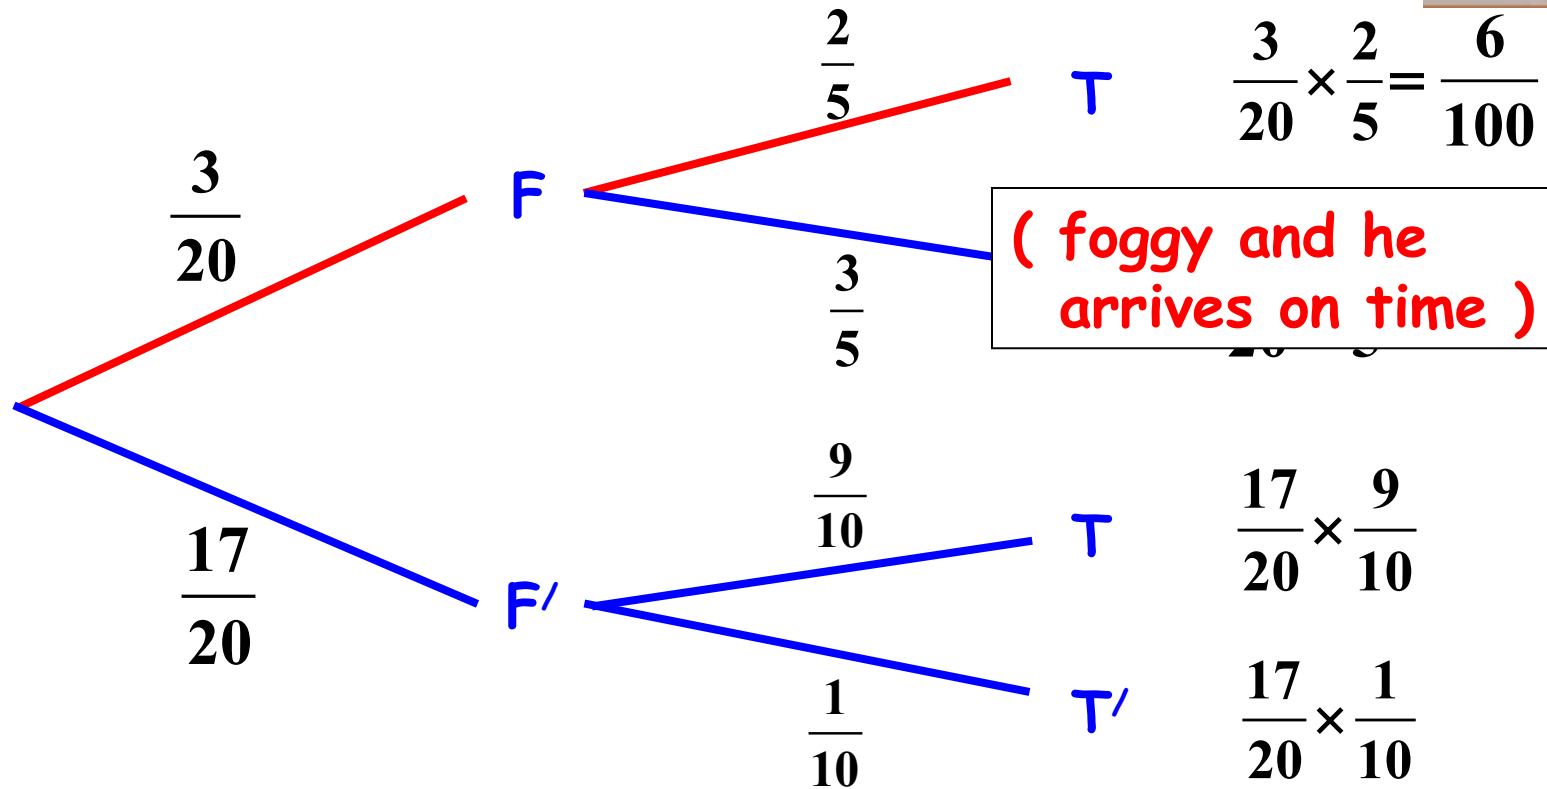 2/5
T 3/20 × 2/5 = 6/100
3/20
F
( foggy and he
arrives on time )
3/5
9/10
T 17/20 × 9/10
17/20
F′
T′ 17/20 × 1/10
1/10